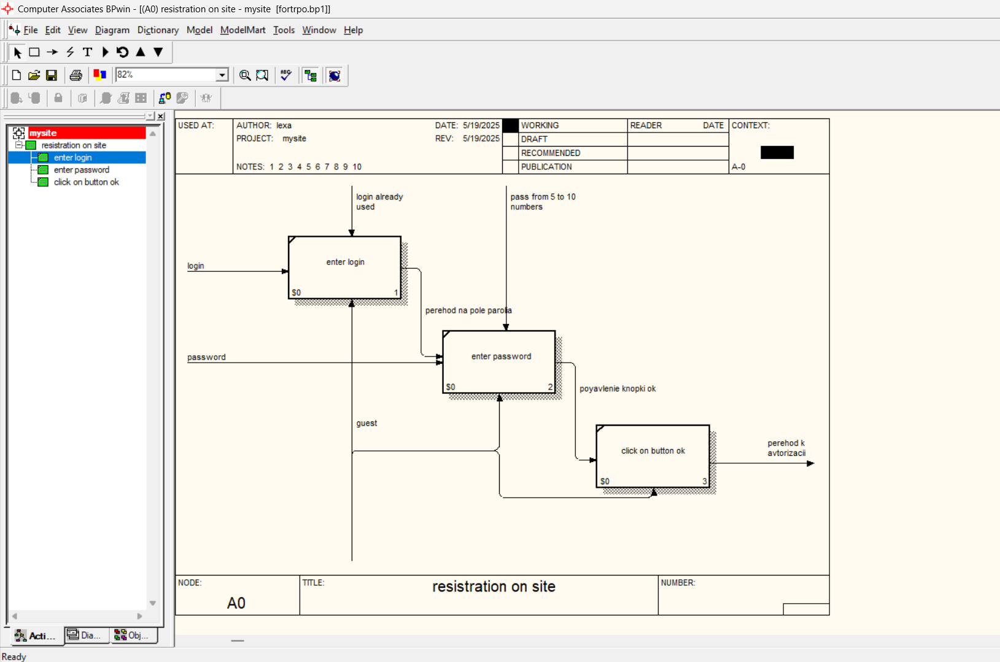 Computer Associates BPwin - [(A0) resistration on site - mysite [fortrpo.bp1]]
File Edit View Diagram Dictionary Model ModelMart Tools Window Help
T
82%
ABC
mysite
resistration on site
enter login
enter password
click on button ok
USED AT:
AUTHOR: lexa
DATE: 5/19/2025
PROJECT: mysite
REV: 5/19/2025
NOTES: 1 2 3 4 5 6 7 8 9 10
WORKING
DRAFT
RECOMMENDED
PUBLICATION
READER DATE
CONTEXT:
A-0
login already
used
pass from 5 to 10
numbers
login
enter login
$0 1
perehod na pole parolia
password
enter password
$0 2
poyavlenie knopki ok
guest
click on button ok
$0 3
perehod k
avtorizacii
NODE:
A0
TITLE:
resistration on site
NUMBER:
Acti...
Dia...
Obj...
Ready